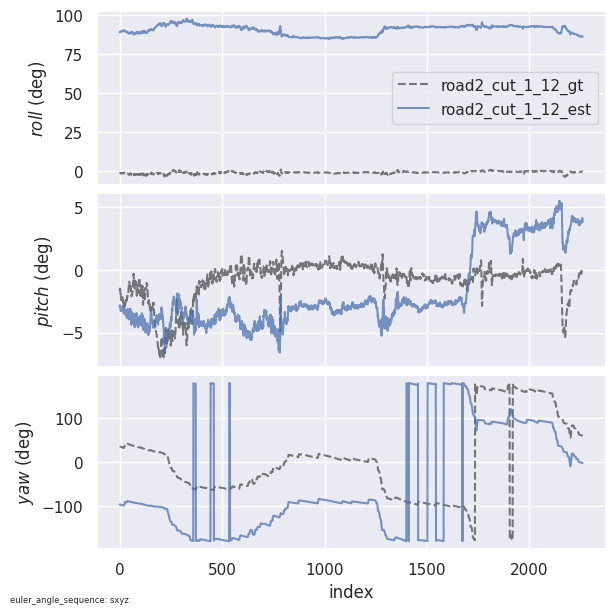 100
75
50
25
0
roll (deg)
road2_cut_1_12_gt
road2_cut_1_12_est
5
0
−5
pitch (deg)
100
0
−100
yaw (deg)
0
500
1000
1500
2000
index
euler_angle_sequence: sxyz